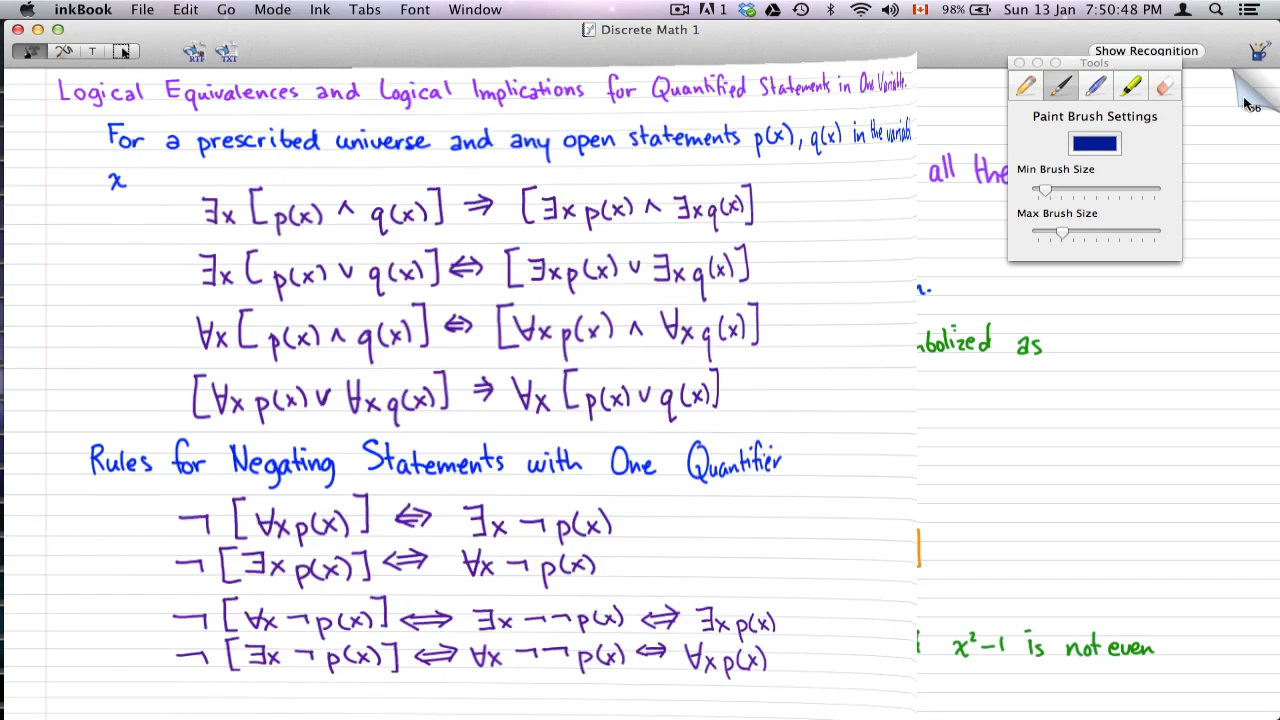 inkBook File Edit Go Mode Ink Tabs Font Window 98% Sun 13 Jan 7:50:48 PM
Discrete Math 1
T RTF TXT Show Recognition
Tools
Paint Brush Settings
Min Brush Size
Max Brush Size
Logical Equivalences and Logical Implications for Quantified Statements in One Variable.
For a prescribed universe and any open statements p(x), q(x) in the variabl
x
∃x [p(x) ∧ q(x)] ⇒ [∃x p(x) ∧ ∃x q(x)]
∃x [p(x) ∨ q(x)] ⇔ [∃x p(x) ∨ ∃x q(x)]
∀x [p(x) ∧ q(x)] ⇔ [∀x p(x) ∧ ∀x q(x)]
[∀x p(x) ∨ ∀x q(x)] ⇒ ∀x [p(x) ∨ q(x)]
Rules for Negating Statements with One Quantifier
¬ [∀x p(x)] ⇔ ∃x ¬ p(x)
¬ [∃x p(x)] ⇔ ∀x ¬ p(x)
¬ [∀x ¬ p(x)] ⇔ ∃x ¬¬ p(x) ⇔ ∃x p(x)
¬ [∃x ¬ p(x)] ⇔ ∀x ¬¬ p(x) ⇔ ∀x p(x)
all the
n.
bolized as
x²-1 is not even